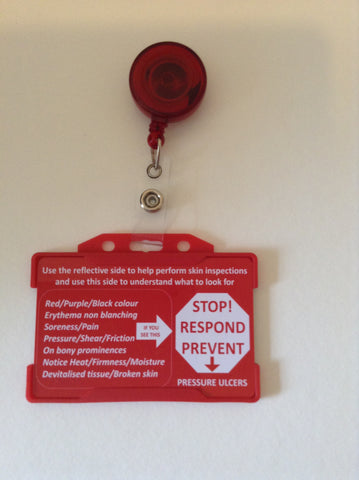 Use the reflective side to help perform skin inspections
and use this side to understand what to look for
Red/Purple/Black colour
Erythema non blanching
Soreness/Pain
Pressure/Shear/Friction
On bony prominences
Notice Heat/Firmness/Moisture
Devitalised tissue/Broken skin
IF YOU
SEE THIS
STOP!
RESPOND
PREVENT
PRESSURE ULCERS